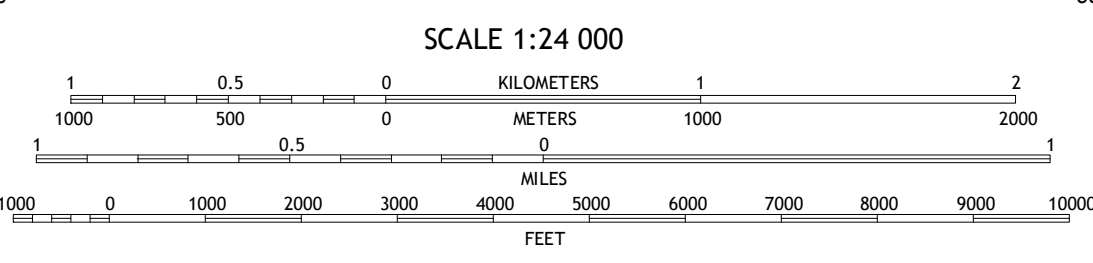 SCALE 1:24 000
1 0.5 0 KILOMETERS 1 2
1000 500 0 METERS 1000 2000
1 0.5 0 1
MILES
1000 0 1000 2000 3000 4000 5000 6000 7000 8000 9000 10000
FEET